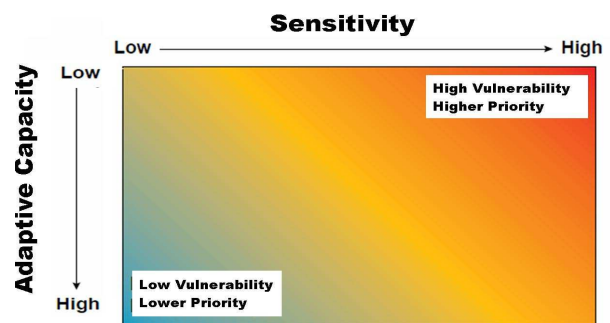 Sensitivity
Low High
Adaptive Capacity
Low
High Vulnerability
Higher Priority
Low Vulnerability
Lower Priority
High